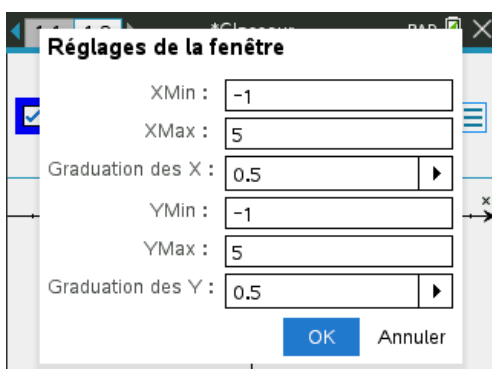 RAD
Réglages de la fenêtre
XMin : -1
XMax : 5
Graduation des X : 0.5
YMin : -1
YMax : 5
Graduation des Y : 0.5
x
OK Annuler